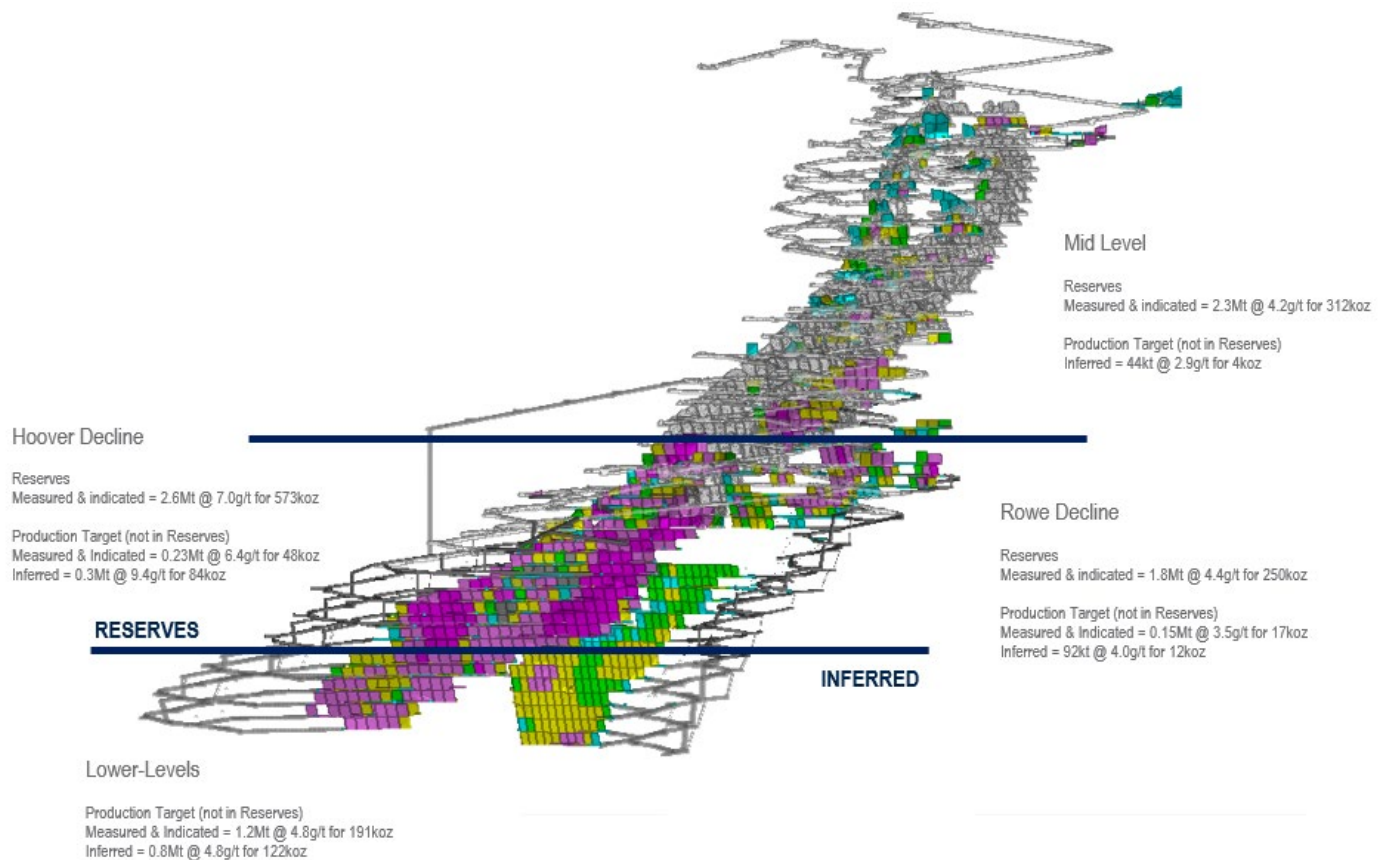 Mid Level
Reserves
Measured & indicated = 2.3Mt @ 4.2g/t for 312koz
Production Target (not in Reserves)
Inferred = 44kt @ 2.9g/t for 4koz
Hoover Decline
Reserves
Measured & indicated = 2.6Mt @ 7.0g/t for 573koz
Production Target (not in Reserves)
Measured & Indicated = 0.23Mt @ 6.4g/t for 48koz
Inferred = 0.3Mt @ 9.4g/t for 84koz
Rowe Decline
Reserves
Measured & indicated = 1.8Mt @ 4.4g/t for 250koz
Production Target (not in Reserves)
Measured & Indicated = 0.15Mt @ 3.5g/t for 17koz
Inferred = 92kt @ 4.0g/t for 12koz
RESERVES
INFERRED
Lower-Levels
Production Target (not in Reserves)
Measured & Indicated = 1.2Mt @ 4.8g/t for 191koz
Inferred = 0.8Mt @ 4.8g/t for 122koz